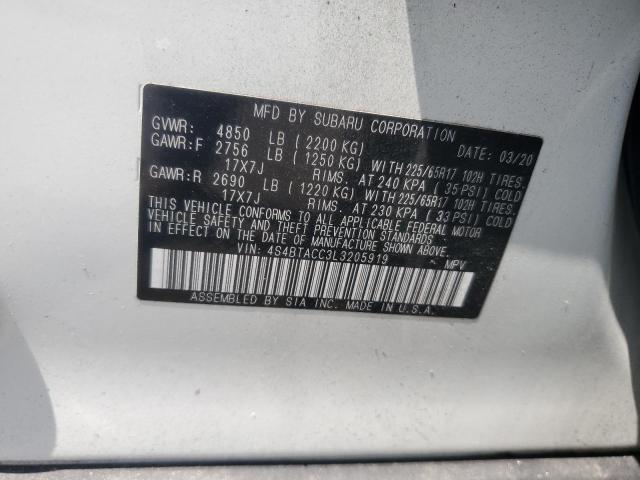 MFD BY SUBARU CORPORATION DATE: 03/20
GVWR: 4850 LB (2200 KG)
GAWR:F 2756 LB (1250 KG) WITH 225/65R17 102H TIRES.
17X7J RIMS. AT 240 KPA (35 PSI) COLD
GAWR:R 2690 LB (1220 KG) WITH 225/65R17 102H TIRES.
17X7J RIMS. AT 230 KPA (33 PSI) COLD
THIS VEHICLE CONFORMS TO ALL APPLICABLE FEDERAL MOTOR
VEHICLE SAFETY AND THEFT PREVENTION STANDARDS IN
EFFECT ON THE DATE OF MANUFACTURE SHOWN ABOVE.
VIN: 4S4BTACC3L3205919 MPV
ASSEMBLED BY SIA INC. MADE IN U.S.A.